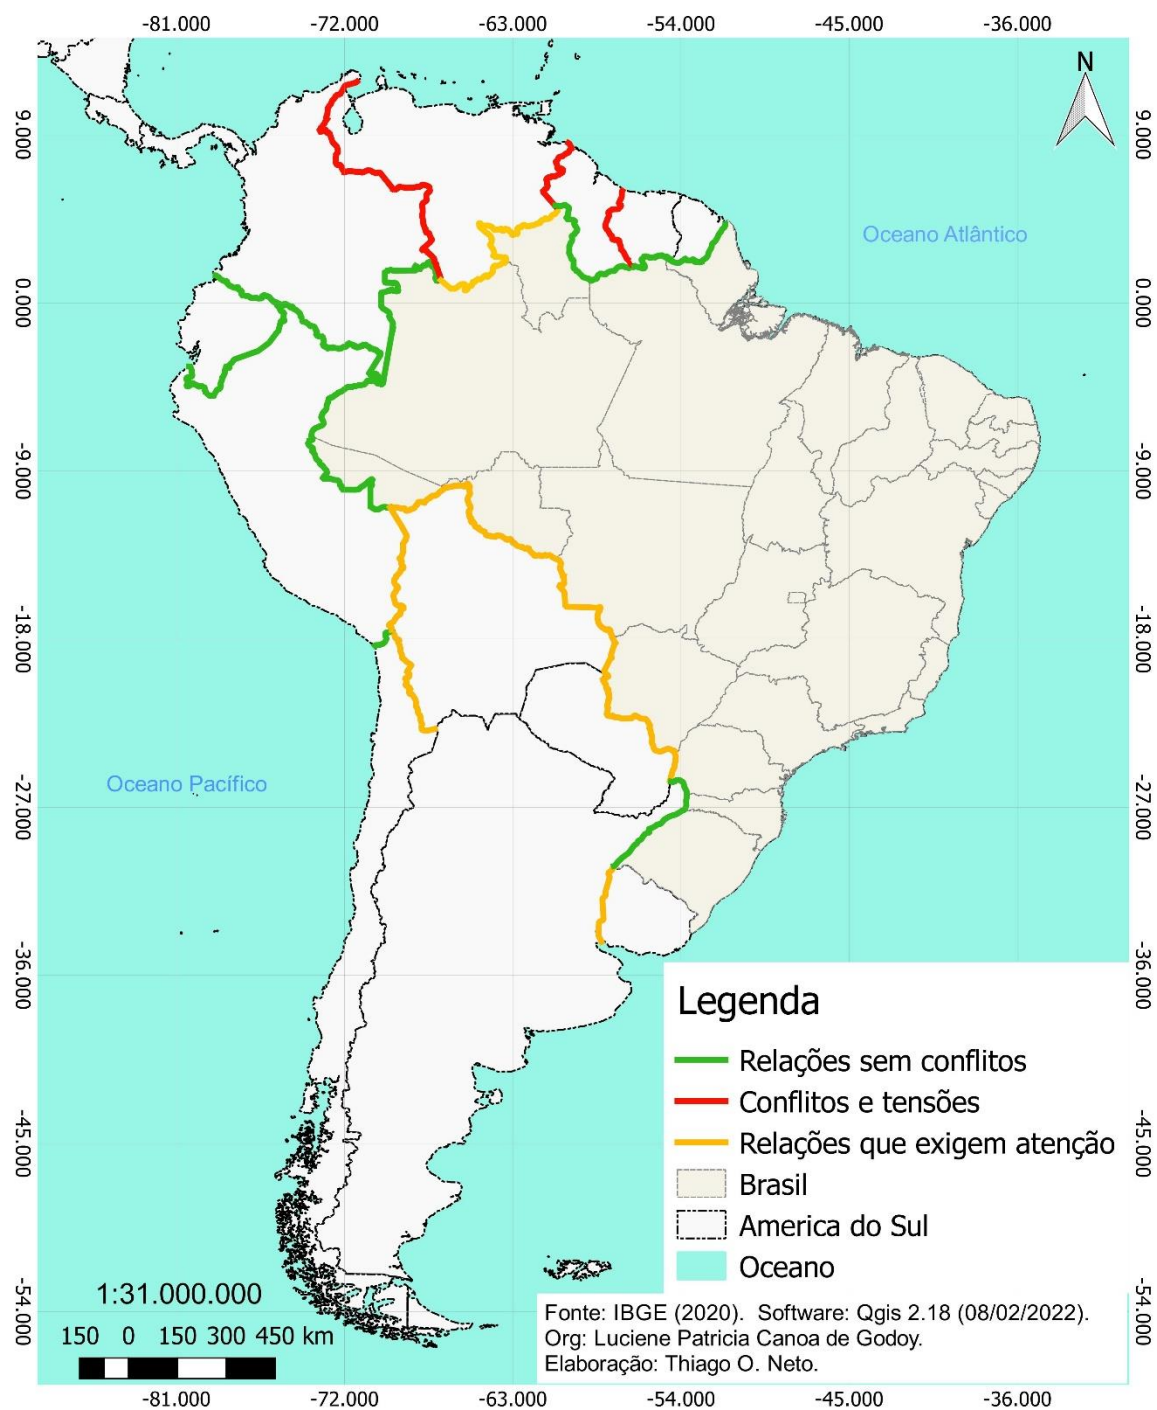 -81.000 -72.000 -63.000 -54.000 -45.000 -36.000
N
9.000 9.000
Oceano Atlântico
0.000 0.000
-9.000 -9.000
-18.000 -18.000
Oceano Pacífico
-27.000 -27.000
-36.000 -36.000
Legenda
Relações sem conflitos
Conflitos e tensões
Relações que exigem atenção
-45.000 -45.000
Brasil
America do Sul
Oceano
1:31.000.000
-54.000 -54.000
150 0 150 300 450 km
Fonte: IBGE (2020). Software: Qgis 2.18 (08/02/2022).
Org: Luciene Patricia Canoa de Godoy.
Elaboração: Thiago O. Neto.
-81.000 -72.000 -63.000 -54.000 -45.000 -36.000